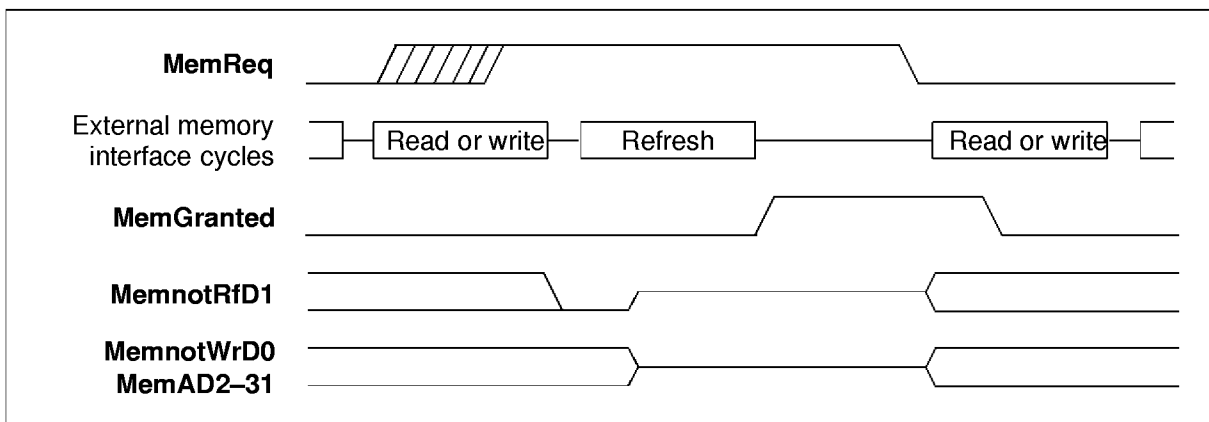 MemReq
External memory
interface cycles
Read or write
Refresh
Read or write
MemGranted
MemnotRfD1
MemnotWrD0
MemAD2–31